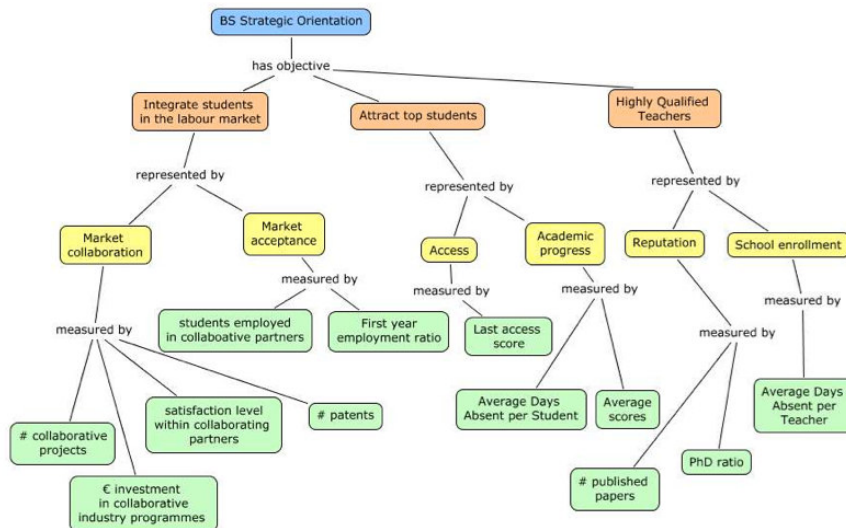 BS Strategic Orientation
has objective
Integrate students
in the labour market
Attract top students
Highly Qualified
Teachers
represented by
represented by
represented by
Market
collaboration
Market
acceptance
Access
Academic
progress
Reputation
School enrollment
measured by
measured by
measured by
measured by
measured by
measured by
students employed
in collaboative partners
First year
employment ratio
Last access
score
# collaborative
projects
satisfaction level
within collaborating
partners
# patents
Average Days
Absent per Student
Average
scores
Average Days
Absent per
Teacher
€ investment
in collaborative
industry programmes
# published
papers
PhD ratio